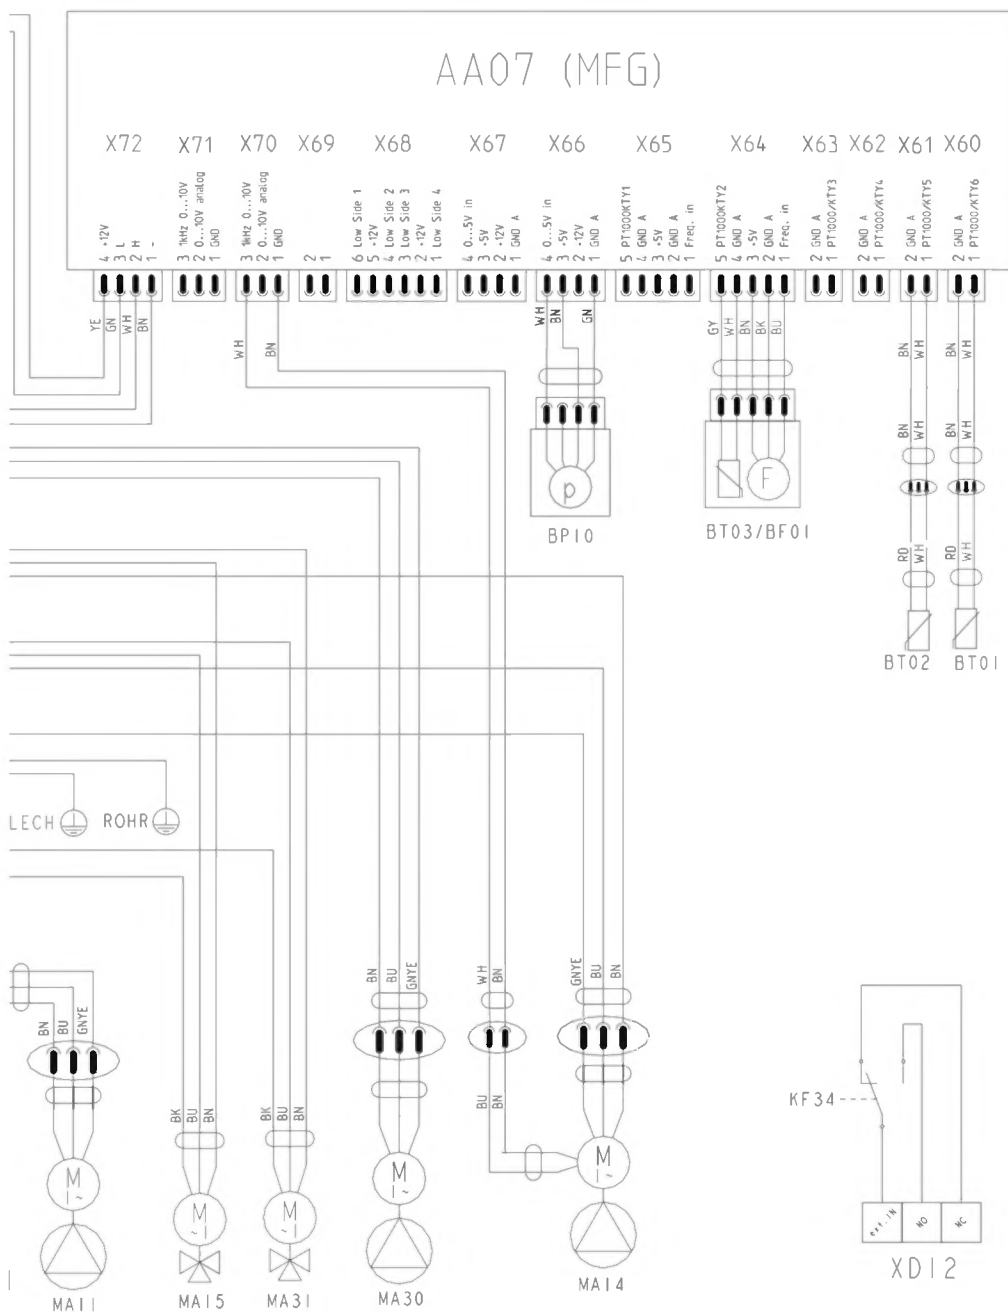 AA07 (MFG)
X72 X71 X70 X69 X68 X67 X66 X65 X64 X63 X62 X61 X60
4 +12V
3 L
2 H
1 -
3 1kHz 0...10V
2 0...10V analog
1 GND
3 1kHz 0...10V
2 0...10V analog
1 GND
2
1
6 Low Side 1
5 +12V
4 Low Side 2
3 Low Side 3
2 +12V
1 Low Side 4
4 0...5V in
3 +5V
2 +12V
1 GND A
4 0...5V in
3 +5V
2 +12V
1 GND A
5 PT1000KTY1
4 GND A
3 +5V
2 GND A
1 Freq. in
5 PT1000KTY2
4 GND A
3 +5V
2 GND A
1 Freq. in
2 GND A
1 PT1000/KTY3
2 GND A
1 PT1000/KTY4
2 GND A
1 PT1000/KTY5
2 GND A
1 PT1000/KTY6
YE GN WH BN
WH BN
WH BN GN
GY WH BN BK BU
BN WH BN WH
BN WH BN WH
p
F
BP10
BT03/BF01
RD WH RD WH
BT02 BT01
LECH ROHR
BN BU GNYE
WH BN
GNYE BU BN
BN BU GNYE
BU BN
BK BU BN
BK BU BN
KF34
M
1~
M
1~
M
1~
M
~1
M
~1
ext.IN NO NC
XD12
MA11 MA15 MA31 MA30 MA14